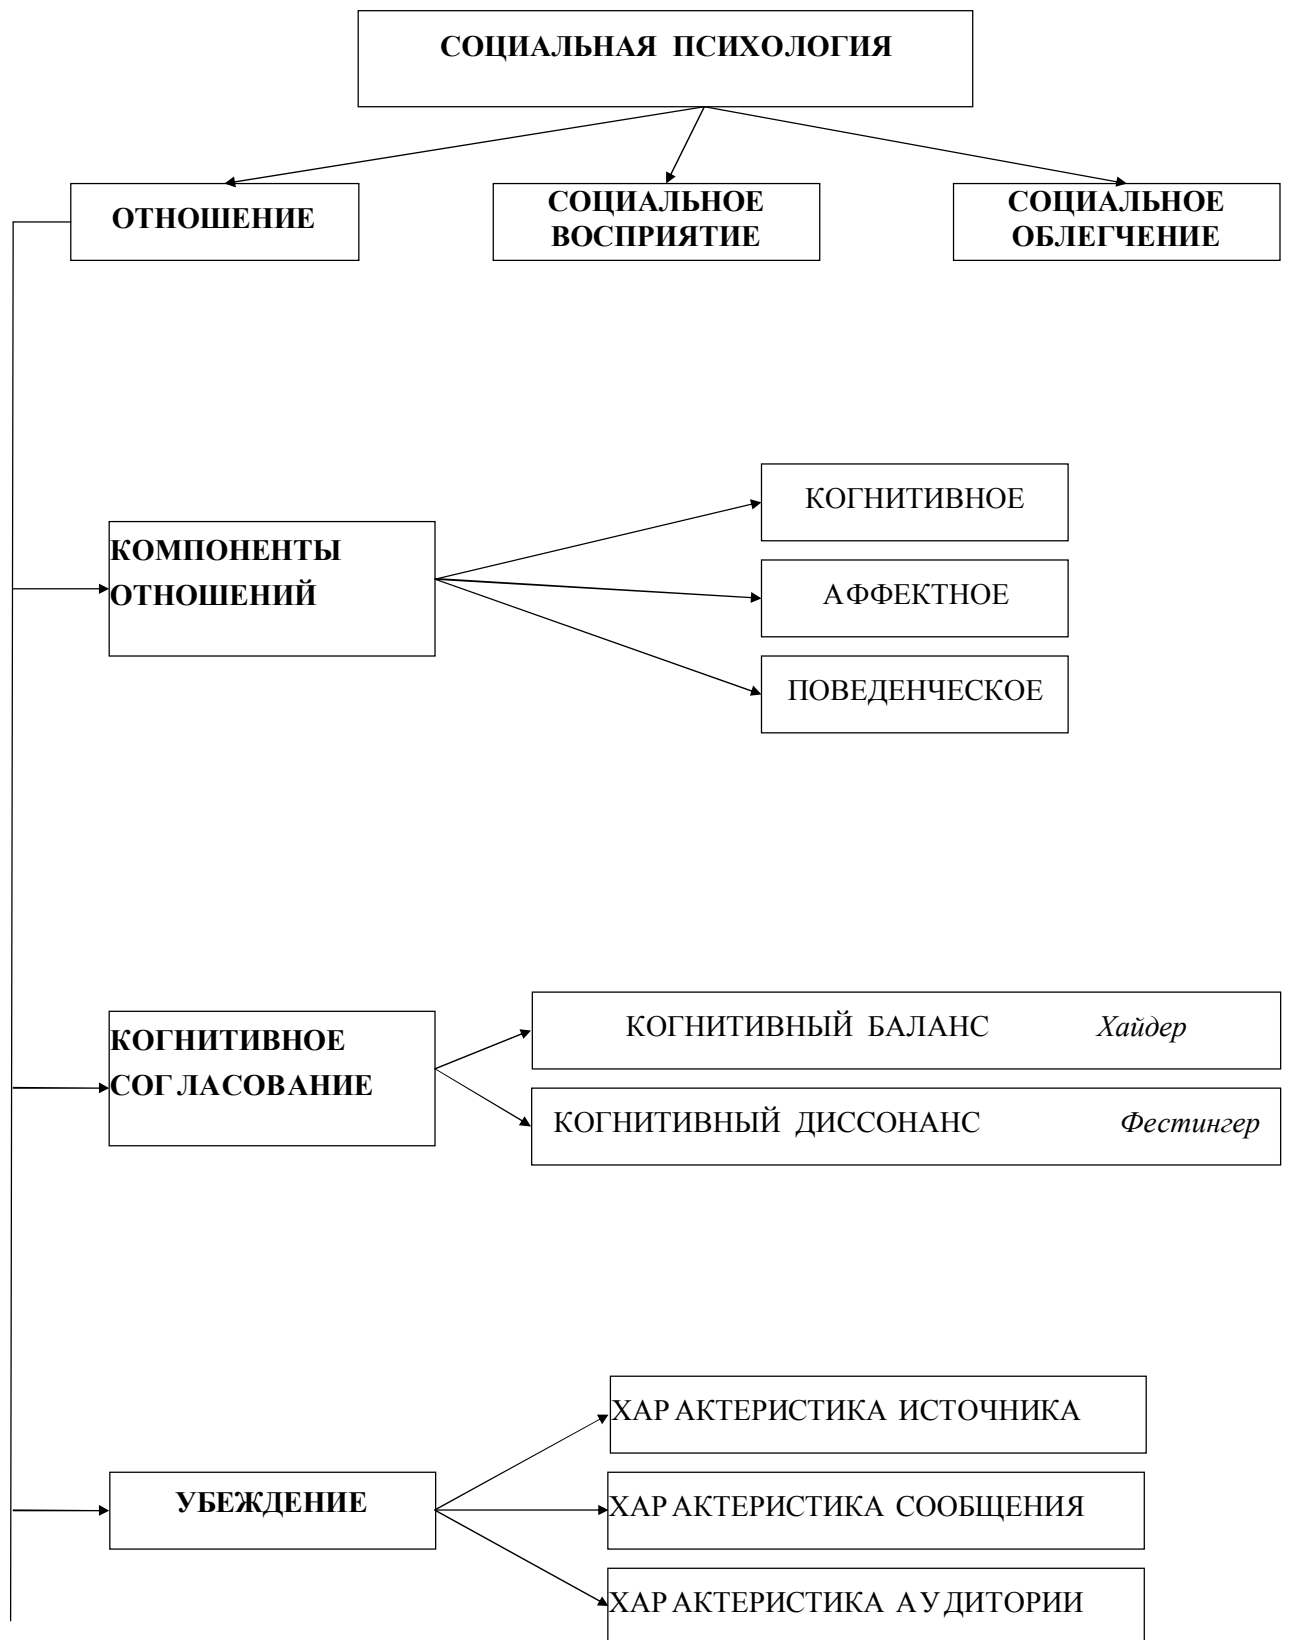 СОЦИАЛЬНАЯ ПСИХОЛОГИЯ
ОТНОШЕНИЕ
СОЦИАЛЬНОЕ
ВОСПРИЯТИЕ
СОЦИАЛЬНОЕ
ОБЛЕГЧЕНИЕ
КОМПОНЕНТЫ
ОТНОШЕНИЙ
КОГНИТИВНОЕ
АФФЕКТНОЕ
ПОВЕДЕНЧЕСКОЕ
КОГНИТИВНОЕ
СОГЛАСОВАНИЕ
КОГНИТИВНЫЙ БАЛАНС Хайдер
КОГНИТИВНЫЙ ДИССОНАНС Фестингер
УБЕЖДЕНИЕ
ХАРАКТЕРИСТИКА ИСТОЧНИКА
ХАРАКТЕРИСТИКА СООБЩЕНИЯ
ХАРАКТЕРИСТИКА АУДИТОРИИ